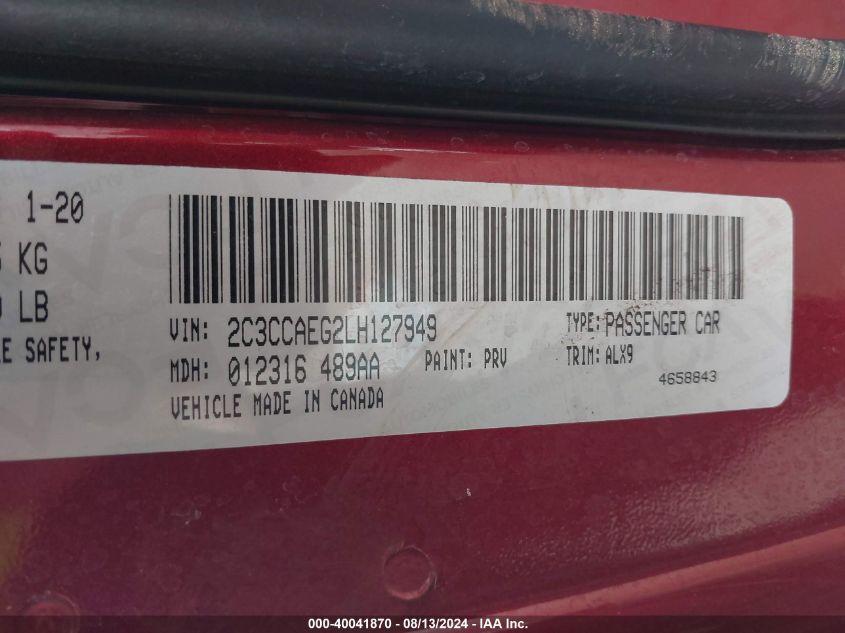 1-20
KG
LB
SAFETY,
VIN: 2C3CCAEG2LH127949
TYPE: PASSENGER CAR
MDH: 012316 489AA
PAINT: PRV
TRIM: ALX9
4658843
VEHICLE MADE IN CANADA
000-40041870 - 08/13/2024 - IAA Inc.